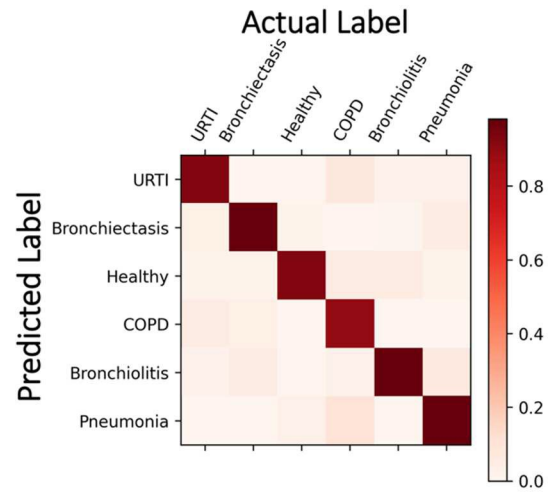 Actual Label
URTI
Bronchiectasis
Healthy
COPD
Bronchiolitis
Pneumonia
Predicted Label
URTI
Bronchiectasis
Healthy
COPD
Bronchiolitis
Pneumonia
0.8
0.6
0.4
0.2
0.0